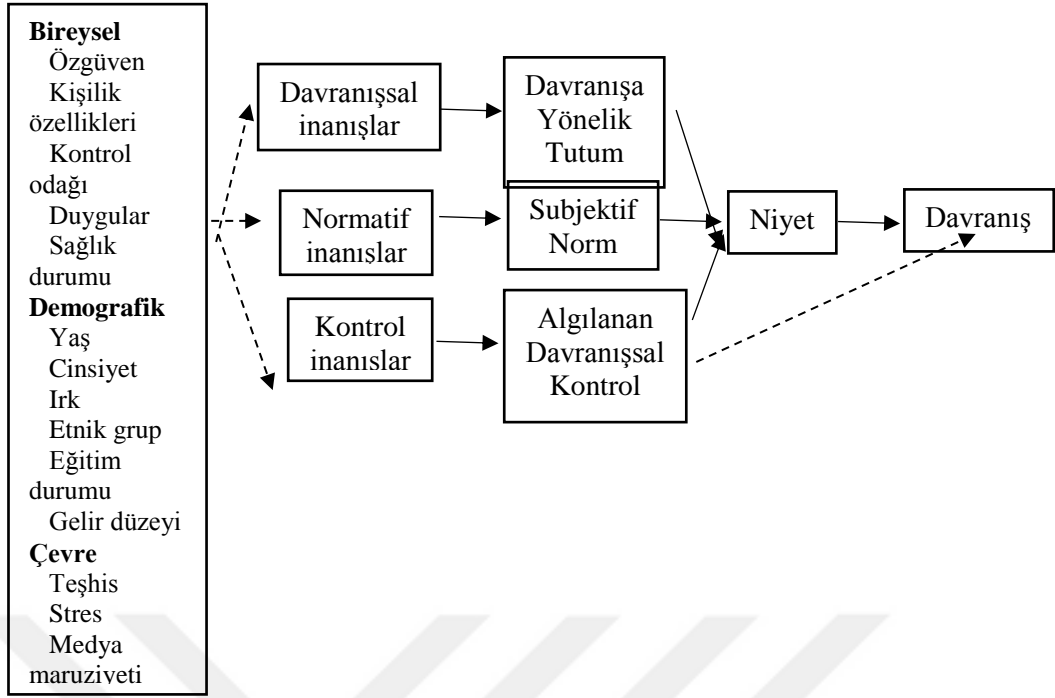 Bireysel
Özgüven
Kişilik
özellikleri
Kontrol
odağı
Duygular
Sağlık
durumu
Demografik
Yaş
Cinsiyet
Irk
Etnik grup
Eğitim
durumu
Gelir düzeyi
Çevre
Teşhis
Stres
Medya
maruziyeti
Davranışsal
inanışlar
Normatif
inanışlar
Kontrol
inanıslar
Davranışa
Yönelik
Tutum
Subjektif
Norm
Algılanan
Davranışsal
Kontrol
Niyet
Davranış